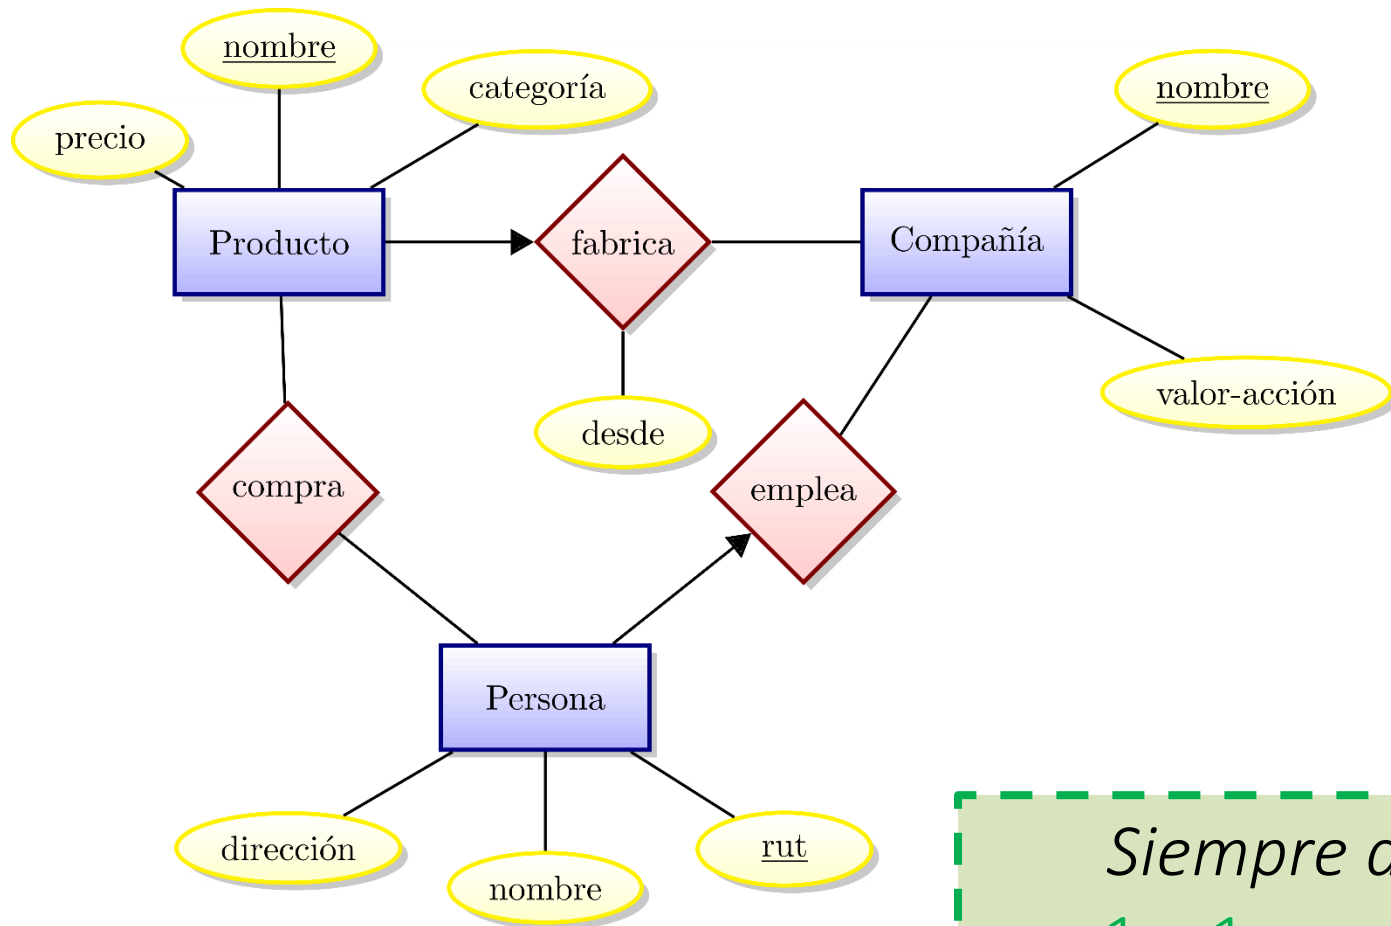 nombre
categoría
nombre
precio
Producto
fabrica
Compañía
desde
valor-acción
compra
emplea
Persona
dirección
nombre
rut
Siempre